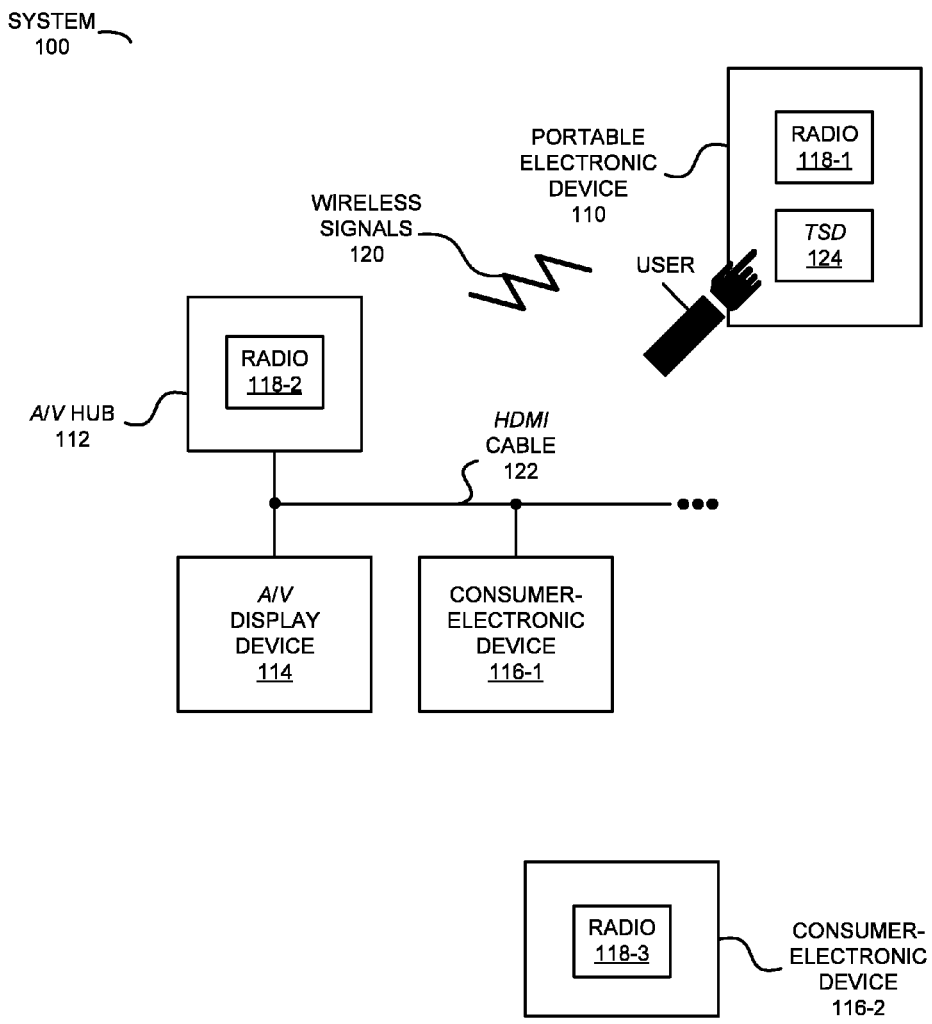 SYSTEM
100
PORTABLE
ELECTRONIC
DEVICE
110
RADIO
118-1
TSD
124
WIRELESS
SIGNALS
120
USER
RADIO
118-2
A/V HUB
112
HDMI
CABLE
122
A/V
DISPLAY
DEVICE
114
CONSUMER-
ELECTRONIC
DEVICE
116-1
RADIO
118-3
CONSUMER-
ELECTRONIC
DEVICE
116-2